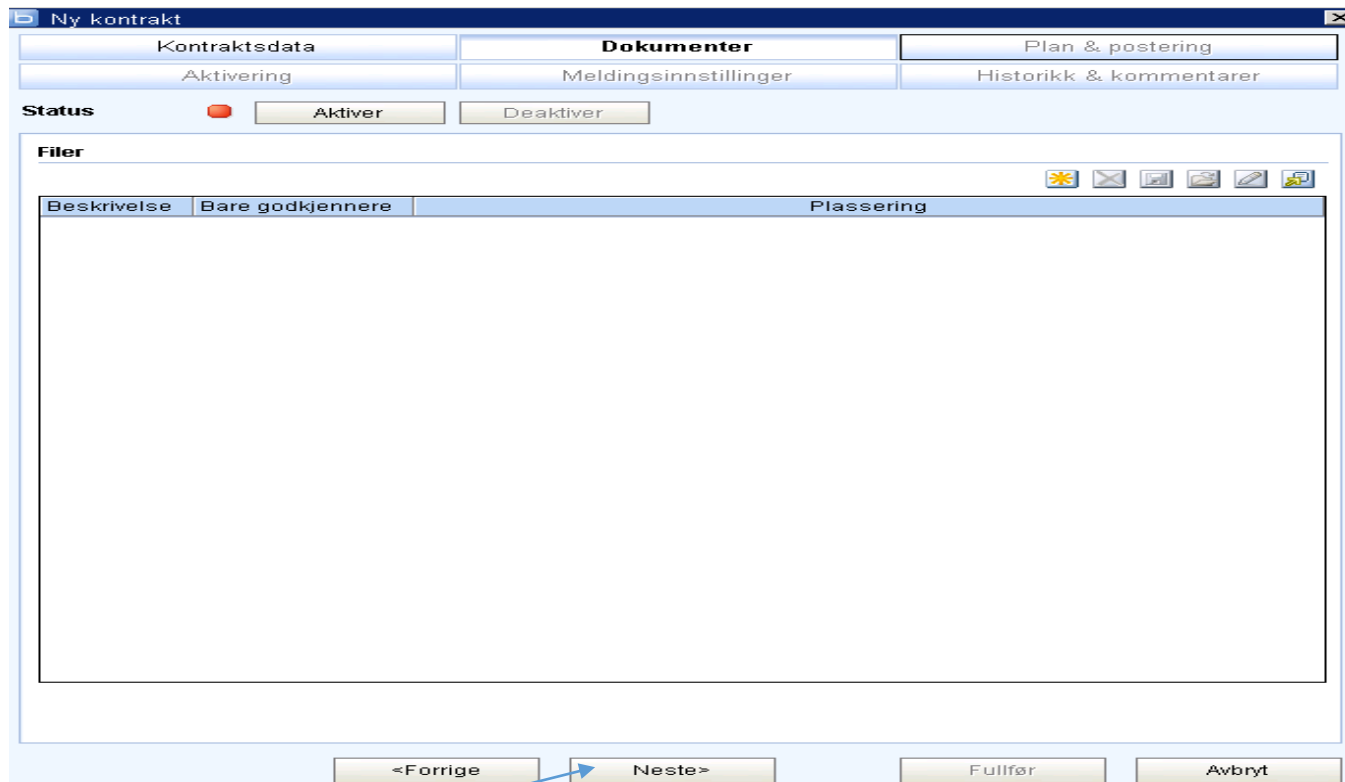 Ny kontrakt
Kontraktsdata Dokumenter Plan & postering
Aktivering Meldingsinnstillinger Historikk & kommentarer
Status Aktiver Deaktiver
Filer
Beskrivelse Bare godkjennere Plassering
<Forrige Neste> Fullfør Avbryt